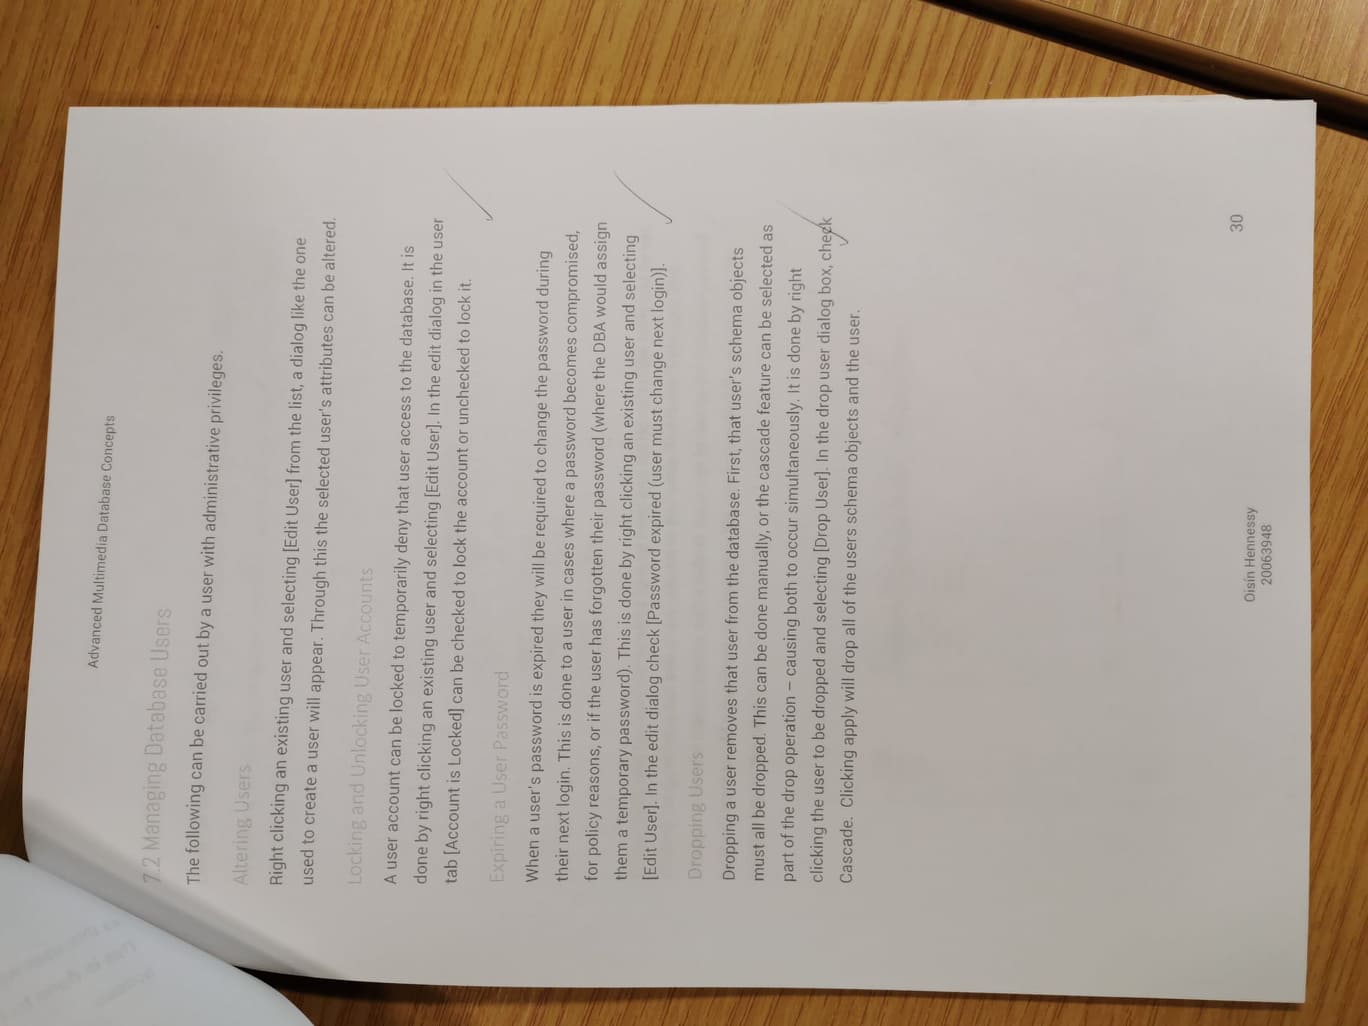 Advanced Multimedia Database Concepts
7.2 Managing Database Users
The following can be carried out by a user with administrative privileges.
Altering Users
Right clicking an existing user and selecting [Edit User] from the list, a dialog like the one
used to create a user will appear. Through this the selected user's attributes can be altered.
Locking and Unlocking User Accounts
A user account can be locked to temporarily deny that user access to the database. It is
done by right clicking an existing user and selecting [Edit User]. In the edit dialog in the user
tab [Account is Locked] can be checked to lock the account or unchecked to lock it.
Expiring a User Password
When a user's password is expired they will be required to change the password during
their next login. This is done to a user in cases where a password becomes compromised,
for policy reasons, or if the user has forgotten their password (where the DBA would assign
them a temporary password). This is done by right clicking an existing user and selecting
[Edit User]. In the edit dialog check [Password expired (user must change next login)].
Dropping Users
Dropping a user removes that user from the database. First, that user's schema objects
must all be dropped. This can be done manually, or the cascade feature can be selected as
part of the drop operation – causing both to occur simultaneously. It is done by right
clicking the user to be dropped and selecting [Drop User]. In the drop user dialog box, check
Cascade.  Clicking apply will drop all of the users schema objects and the user.
30
Oisín Hennessy
20063948